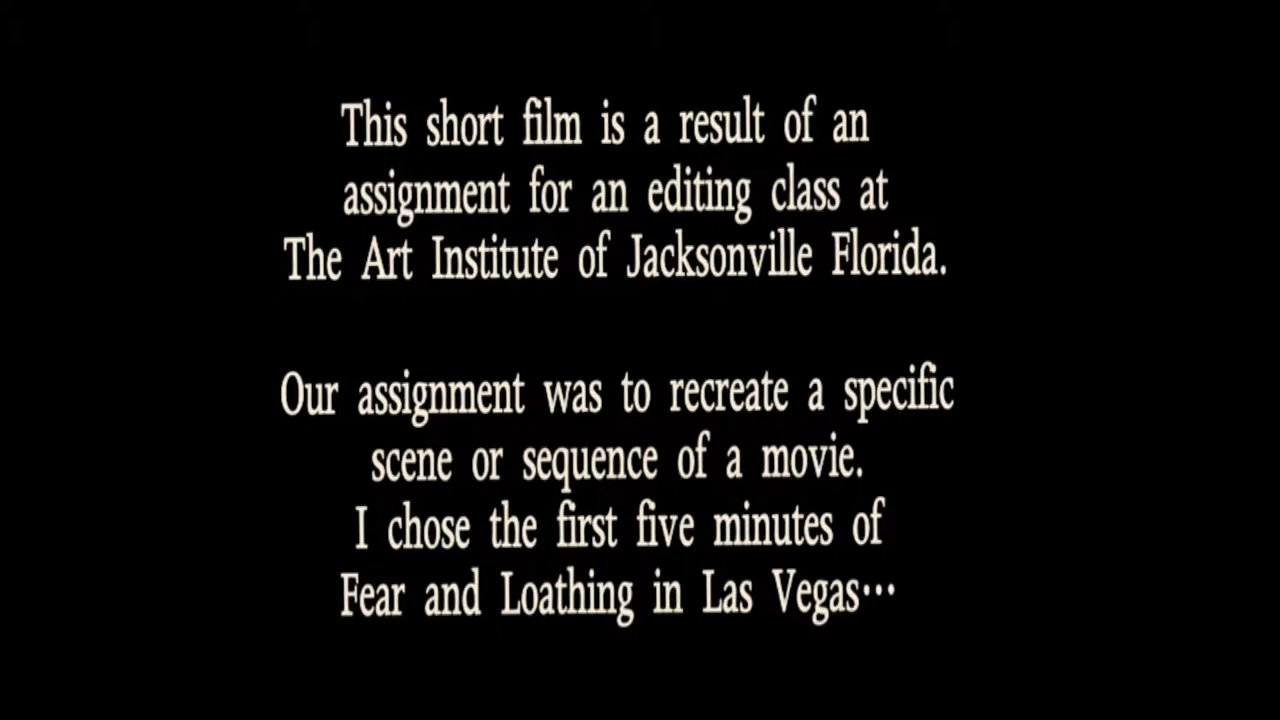 This short film is a result of an
assignment for an editing class at
The Art Institute of Jacksonville Florida.
Our assignment was to recreate a specific
scene or sequence of a movie.
I chose the first five minutes of
Fear and Loathing in Las Vegas…